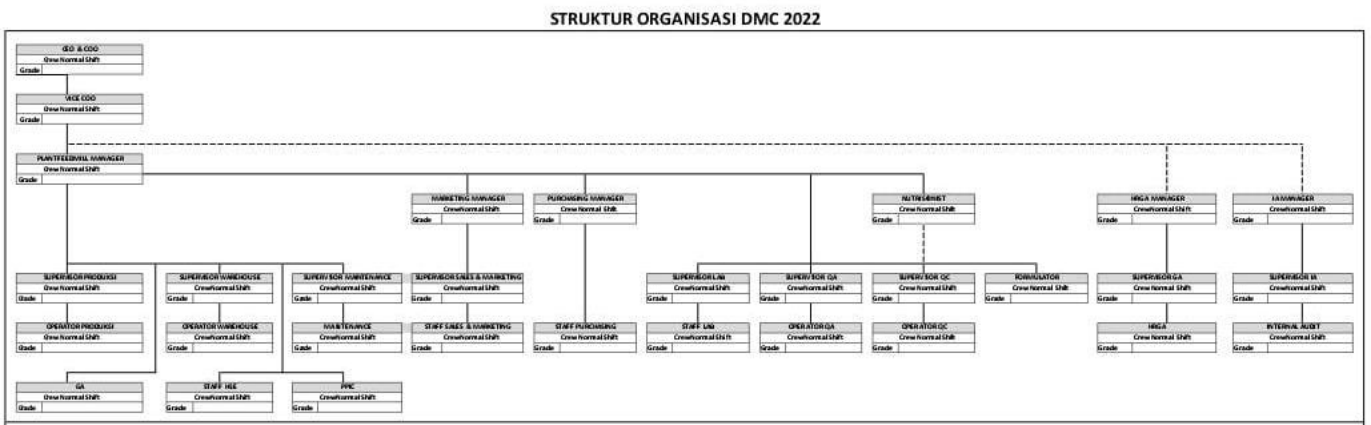 STRUKTUR ORGANISASI DMC 2022
CEO & COO
Crew Normal Shift
Grade
VICE COO
Crew Normal Shift
Grade
PLANT FEEDMILL MANAGER
Crew Normal Shift
Grade
MARKETING MANAGER
Crew Normal Shift
Grade
PURCHASING MANAGER
Crew Normal Shift
Grade
NUTRISIONIST
Crew Normal Shift
Grade
HRGA MANAGER
Crew Normal Shift
Grade
IA MANAGER
Crew Normal Shift
Grade
SUPERVISOR PRODUKSI
Crew Normal Shift
Grade
SUPERVISOR WAREHOUSE
Crew Normal Shift
Grade
SUPERVISOR MAINTENANCE
Crew Normal Shift
Grade
SUPERVISOR SALES & MARKETING
Crew Normal Shift
Grade
SUPERVISOR LAB
Crew Normal Shift
Grade
SUPERVISOR QA
Crew Normal Shift
Grade
SUPERVISOR QC
Crew Normal Shift
Grade
FORMULATOR
Crew Normal Shift
Grade
SUPERVISOR GA
Crew Normal Shift
Grade
SUPERVISOR IA
Crew Normal Shift
Grade
OPERATOR PRODUKSI
Crew Normal Shift
Grade
OPERATOR WAREHOUSE
Crew Normal Shift
Grade
MAINTENANCE
Crew Normal Shift
Grade
STAFF SALES & MARKETING
Crew Normal Shift
Grade
STAFF PURCHASING
Crew Normal Shift
Grade
STAFF LAB
Crew Normal Shift
Grade
OPERATOR QA
Crew Normal Shift
Grade
OPERATOR QC
Crew Normal Shift
Grade
HRGA
Crew Normal Shift
Grade
INTERNAL AUDIT
Crew Normal Shift
Grade
GA
Crew Normal Shift
Grade
STAFF
Crew Normal Shift
Grade
PPIC
Crew Normal Shift
Grade